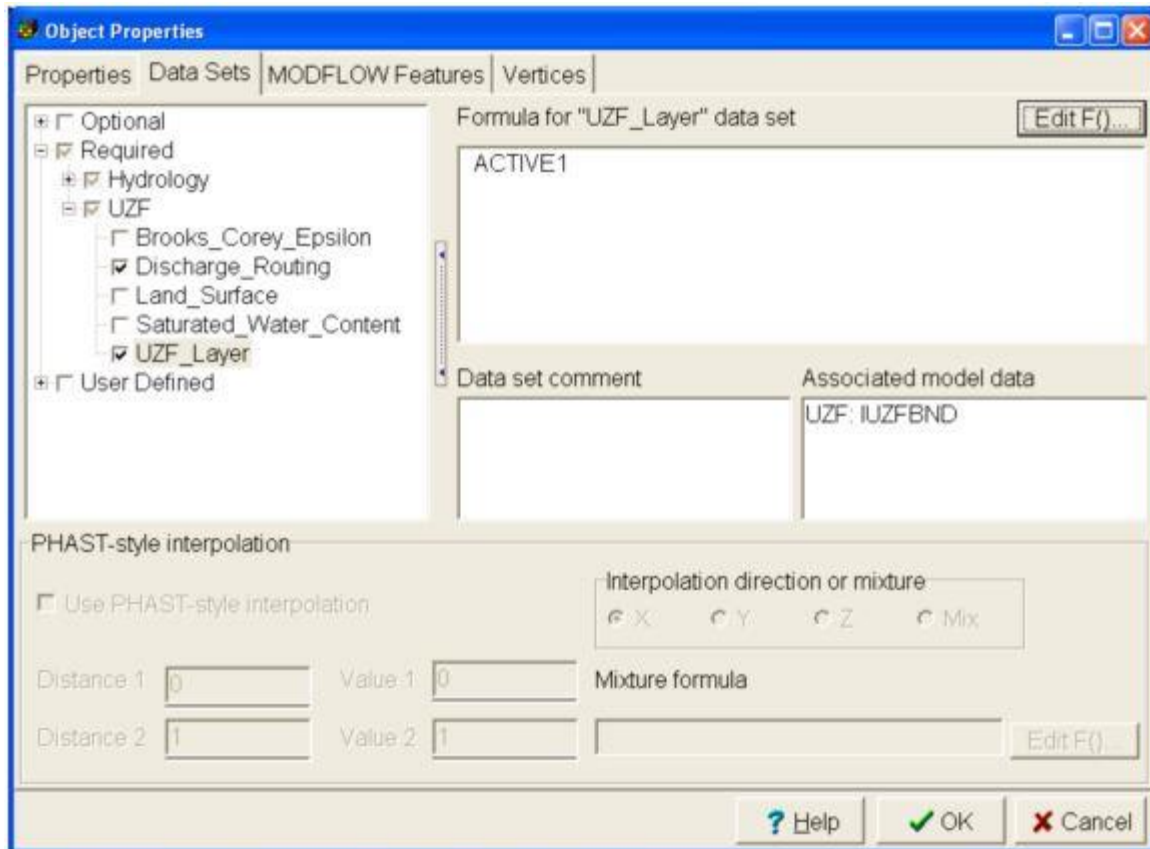 Object Properties
Properties Data Sets MODFLOW Features Vertices
Optional
Required
Hydrology
UZF
Brooks_Corey_Epsilon
Discharge_Routing
Land_Surface
Saturated_Water_Content
UZF_Layer
User Defined
Formula for "UZF_Layer" data set Edit F()...
ACTIVE1
Data set comment Associated model data
UZF: IUZFBND
PHAST-style interpolation
Use PHAST-style interpolation
Interpolation direction or mixture
X Y Z Mix
Distance 1 0 Value 1 0 Mixture formula
Distance 2 1 Value 2 1 Edit F()...
? Help OK Cancel